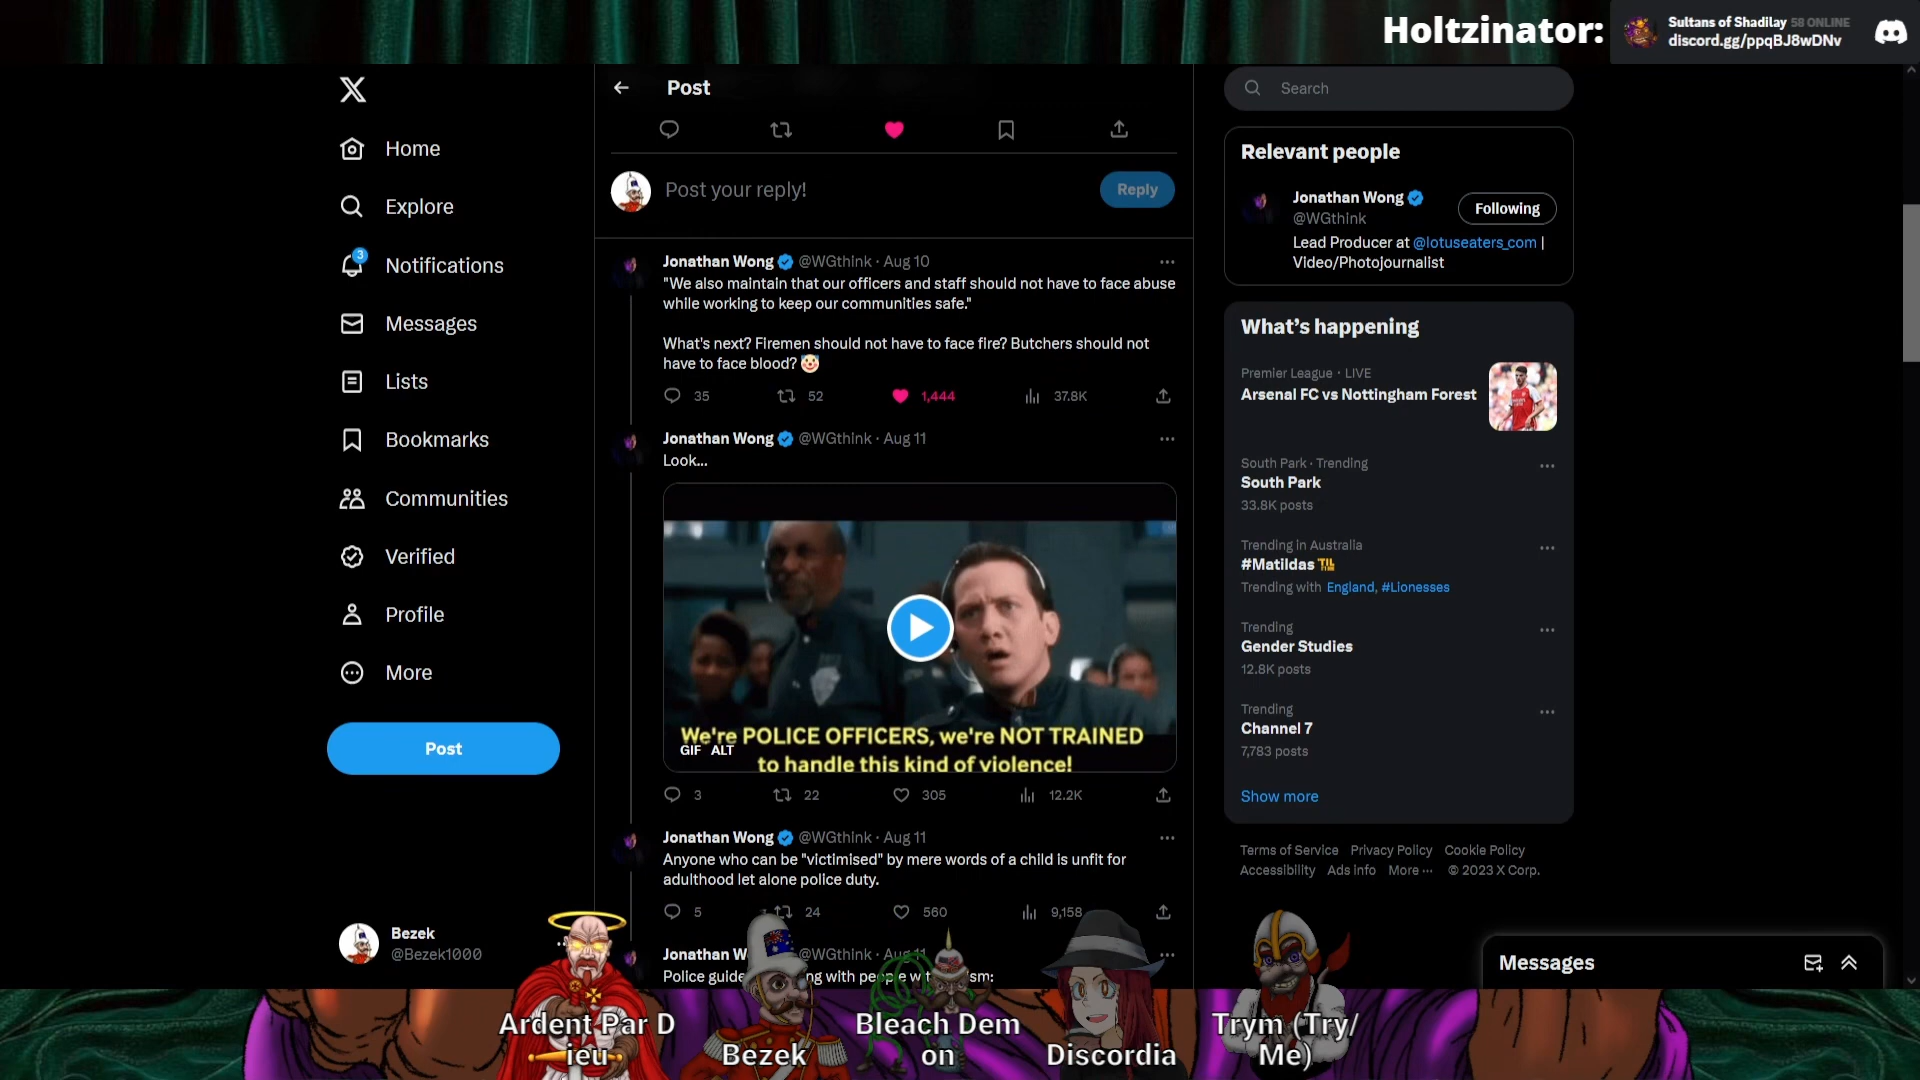 Holtzinator:
Sultans of Shadilay 58 ONLINE
discord.gg/ppqBJ8wDNv
Home
Explore
3
Notifications
Messages
Lists
Bookmarks
Communities
Verified
Profile
More
Post
Bezek
@Bezek1000
Post
Post your reply!
Reply
Jonathan Wong @WGthink · Aug 10
"We also maintain that our officers and staff should not have to face abuse
while working to keep our communities safe."
What's next? Firemen should not have to face fire? Butchers should not
have to face blood? 🤡
35 52 1,444 37.8K
Jonathan Wong @WGthink · Aug 11
Look...
We're POLICE OFFICERS, we're NOT TRAINED
GIF ALT
to handle this kind of violence!
3 22 305 12.2K
Jonathan Wong @WGthink · Aug 11
Anyone who can be "victimised" by mere words of a child is unfit for
adulthood let alone police duty.
5 24 560 9,158
Jonathan W @WGthink · Aug 11
Police guide ng with people w t sm:
Search
Relevant people
Jonathan Wong
@WGthink
Following
Lead Producer at @lotuseaters_com |
Video/Photojournalist
What's happening
Premier League · LIVE
Arsenal FC vs Nottingham Forest
South Park · Trending
South Park
33.8K posts
Trending in Australia
#Matildas
Trending with England, #Lionesses
Trending
Gender Studies
12.8K posts
Trending
Channel 7
7,783 posts
Show more
Terms of Service Privacy Policy Cookie Policy
Accessibility Ads info More ··· © 2023 X Corp.
Messages
Ardent Par D
ieu
Bezek
Bleach Dem
on
Discordia
Trym (Try/
Me)